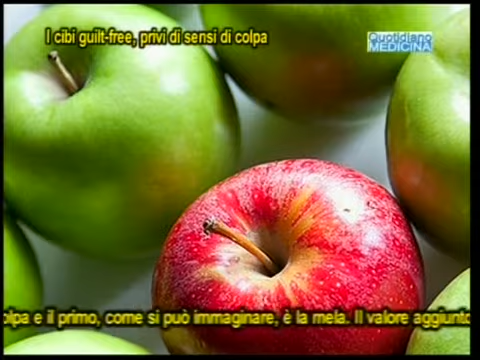 I cibi guilt-free, privi di sensi di colpa
Quotidiano
MEDICINA
olpa e il primo, come si può immaginare, è la mela. Il valore aggiunto